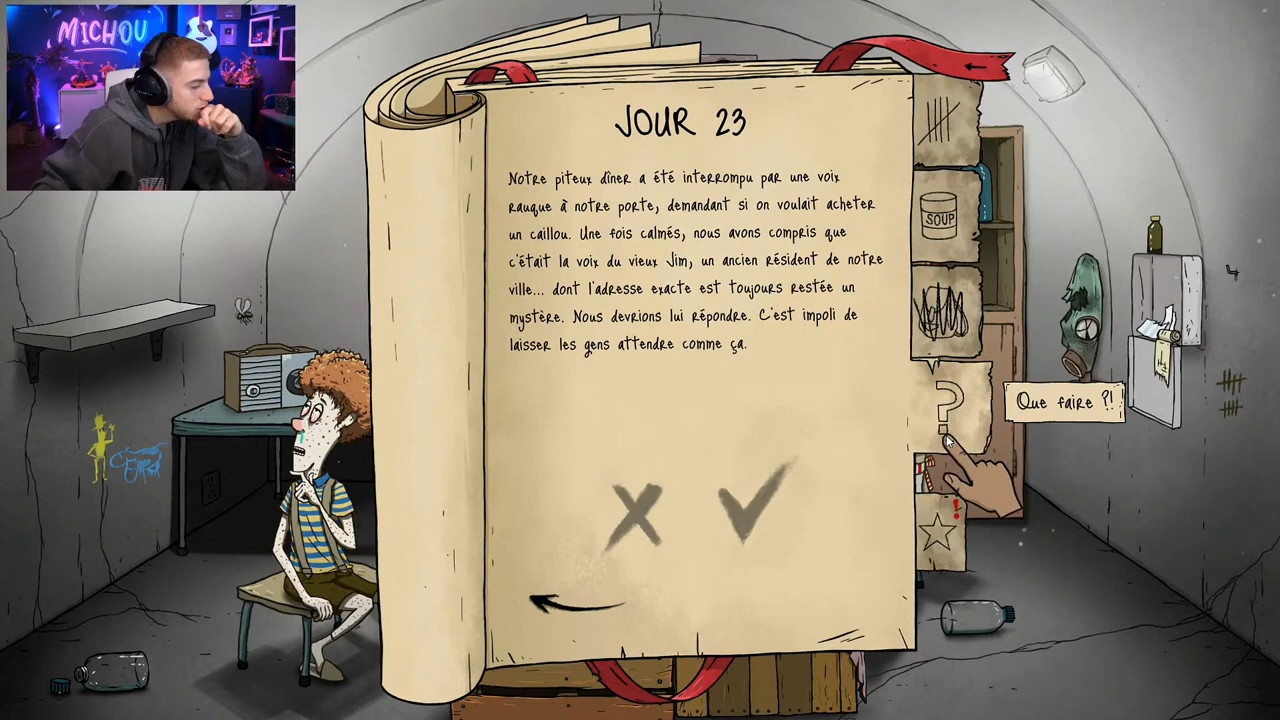 MICHOU
JOUR 23
Notre piteux dîner a été interrompu par une voix
rauque à notre porte, demandant si on voulait acheter
un caillou. Une fois calmés, nous avons compris que
c'était la voix du vieux Jim, un ancien résident de notre
ville... dont l'adresse exacte est toujours restée un
mystère. Nous devrions lui répondre. C'est impoli de
laisser les gens attendre comme ça.
SOUP
?
Que faire ?!
!